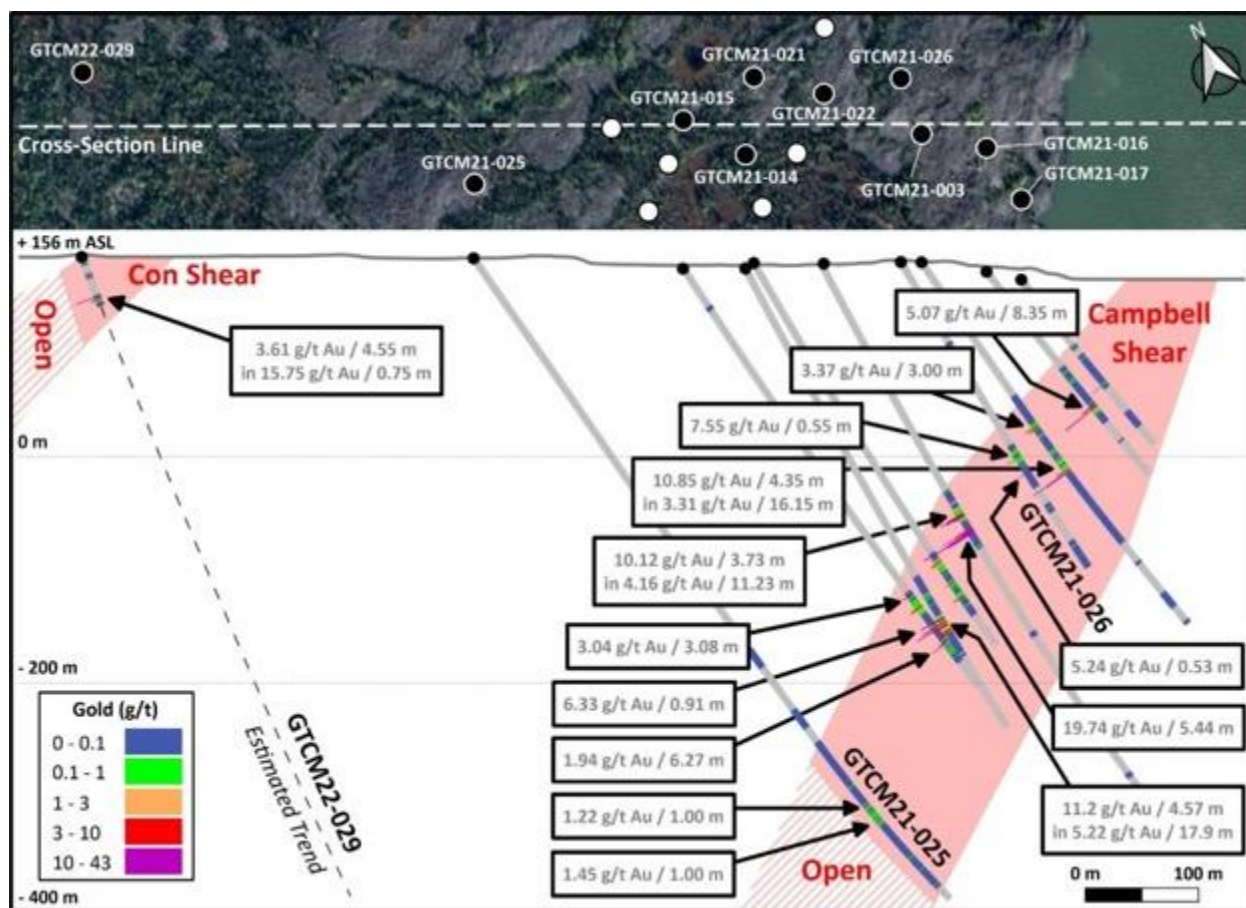 N
GTCM22-029
GTCM21-021
GTCM21-026
GTCM21-015
GTCM21-022
Cross-Section Line
GTCM21-025
GTCM21-014
GTCM21-003
GTCM21-016
GTCM21-017
+ 156 m ASL
Con Shear
Open
3.61 g/t Au / 4.55 m
in 15.75 g/t Au / 0.75 m
5.07 g/t Au / 8.35 m
Campbell
Shear
3.37 g/t Au / 3.00 m
7.55 g/t Au / 0.55 m
0 m
10.85 g/t Au / 4.35 m
in 3.31 g/t Au / 16.15 m
GTCM21-026
10.12 g/t Au / 3.73 m
in 4.16 g/t Au / 11.23 m
3.04 g/t Au / 3.08 m
5.24 g/t Au / 0.53 m
- 200 m
6.33 g/t Au / 0.91 m
19.74 g/t Au / 5.44 m
1.94 g/t Au / 6.27 m
GTCM22-029
Estimated Trend
GTCM21-025
1.22 g/t Au / 1.00 m
11.2 g/t Au / 4.57 m
in 5.22 g/t Au / 17.9 m
1.45 g/t Au / 1.00 m
Open
Gold (g/t)
0 - 0.1
0.1 - 1
1 - 3
3 - 10
10 - 43
0 m 100 m
- 400 m